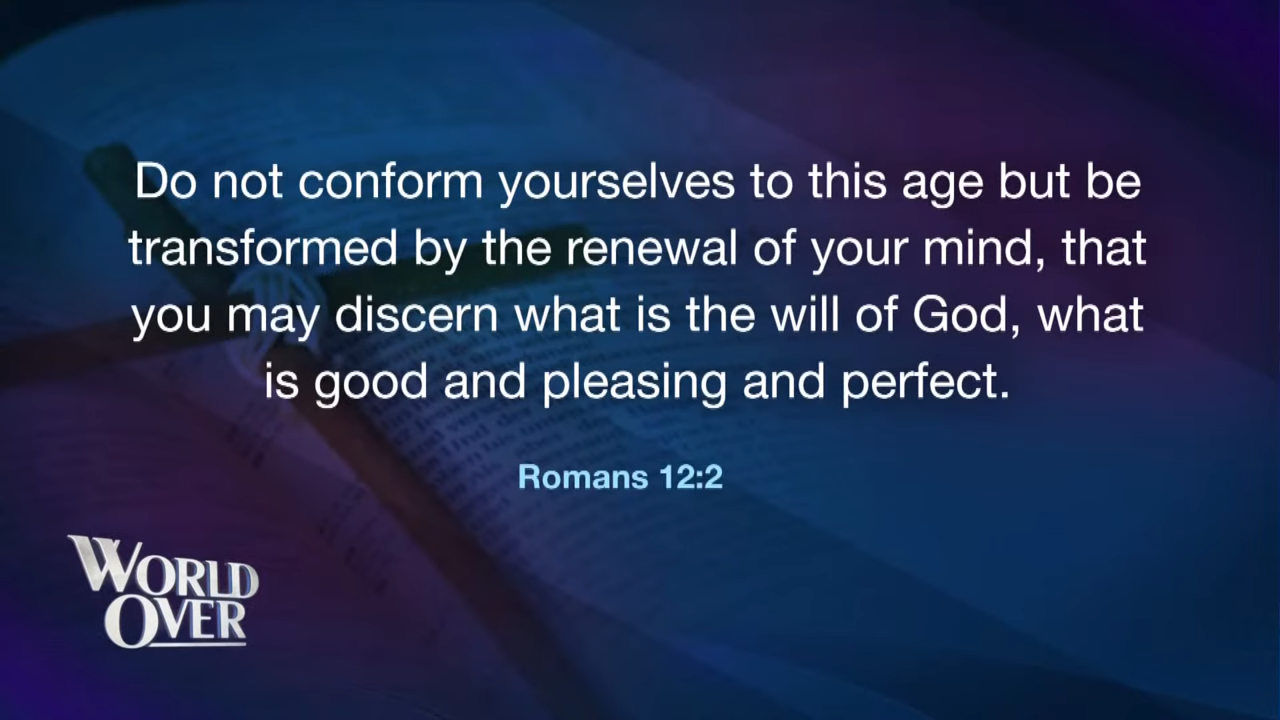 Do not conform yourselves to this age but be
transformed by the renewal of your mind, that
you may discern what is the will of God, what
is good and pleasing and perfect.
Romans 12:2
WORLD
OVER